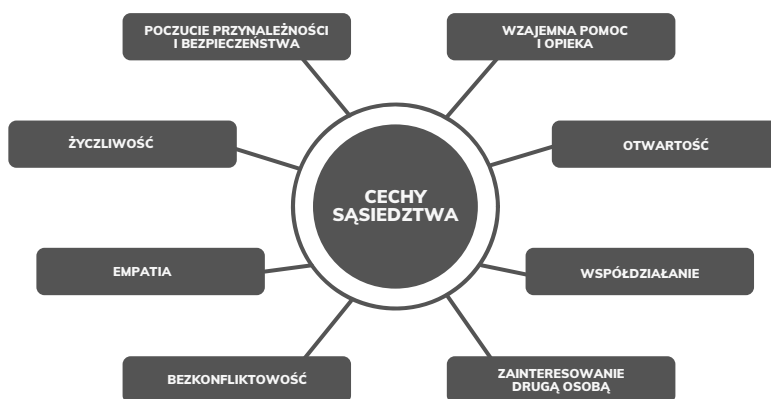 POCZUCIE PRZYNALEŻNOŚCI
I BEZPIECZEŃSTWA
WZAJEMNA POMOC
I OPIEKA
ŻYCZLIWOŚĆ
OTWARTOŚĆ
CECHY
SĄSIEDZTWA
EMPATIA
WSPÓŁDZIAŁANIE
BEZKONFLIKTOWOŚĆ
ZAINTERESOWANIE
DRUGĄ OSOBĄ